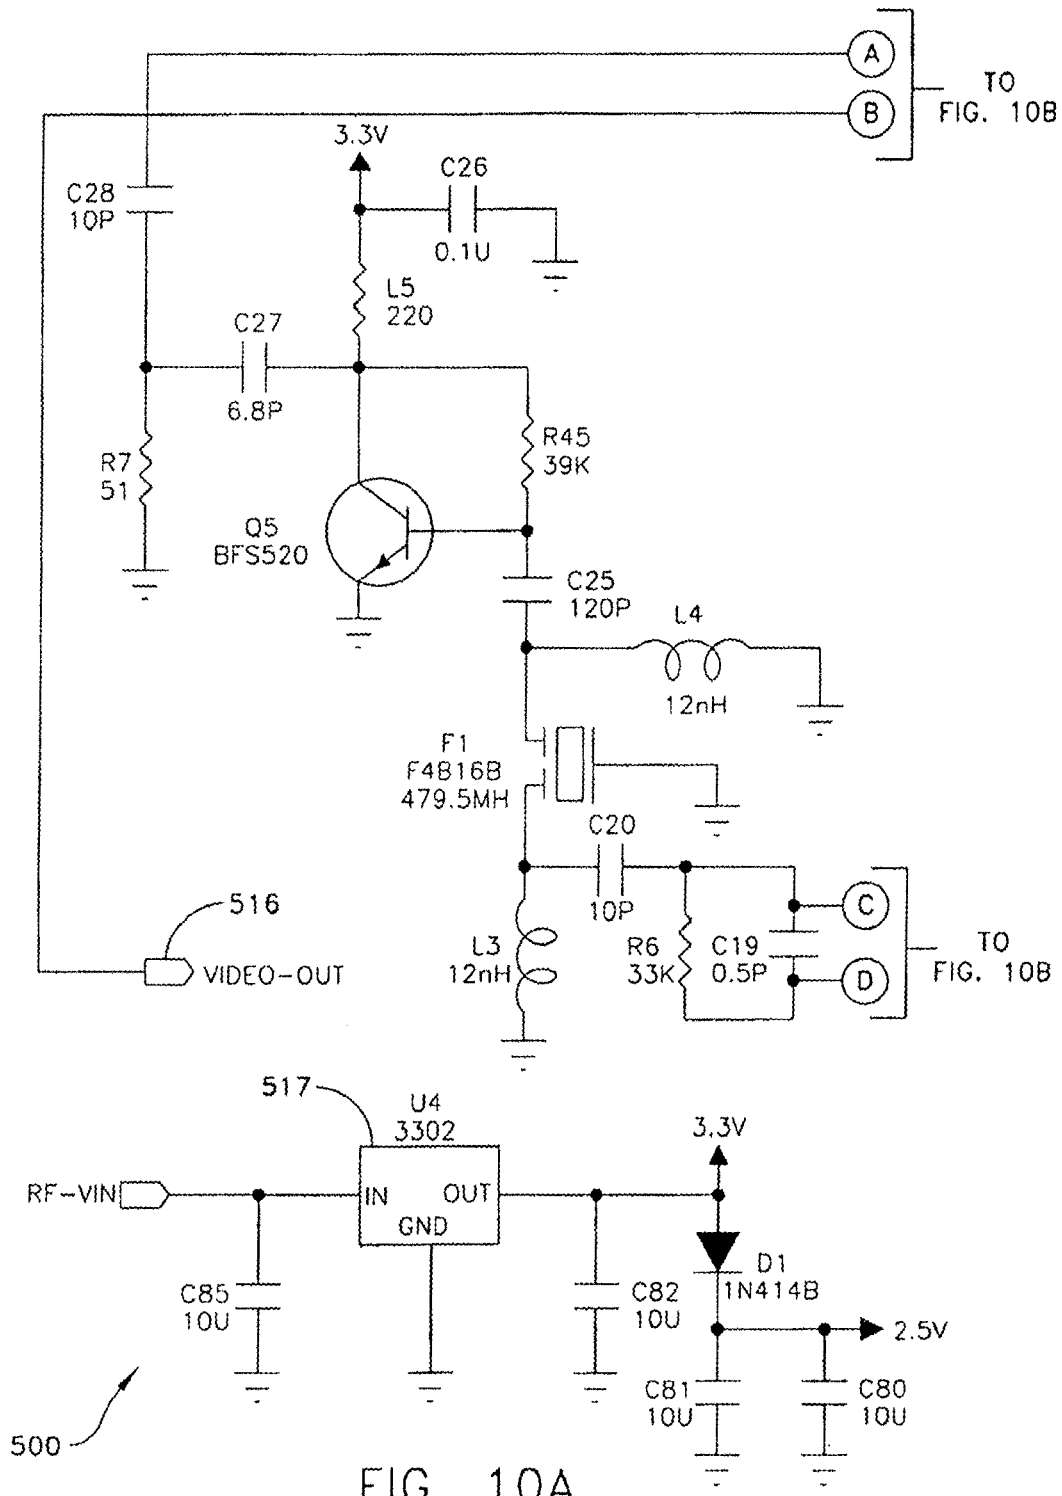 A
TO
FIG. 10B
B
3.3V
C26
0.1U
C28
10P
L5
220
C27
6.8P
R45
39K
R7
51
Q5
BFS520
C25
120P
L4
12nH
F1
F4B16B
479.5MH
C20
10P
516
VIDEO-OUT
L3
12nH
R6
33K
C19
0.5P
C
D
TO
FIG. 10B
517
U4
3302
3.3V
RF-VIN
IN
OUT
GND
C85
10U
C82
10U
D1
1N414B
2.5V
C81
10U
C80
10U
500
FIG. 10A